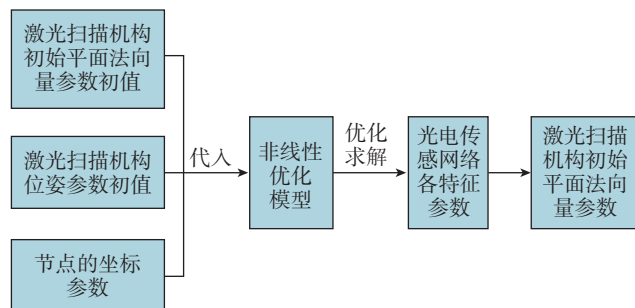 激光扫描机构
初始平面法向
量参数初值
激光扫描机构
位姿参数初值
节点的坐标
参数
代入
非线性
优化
模型
优化
求解
光电传
感网络
各特征
参数
激光扫描
机构初始
平面法向
量参数